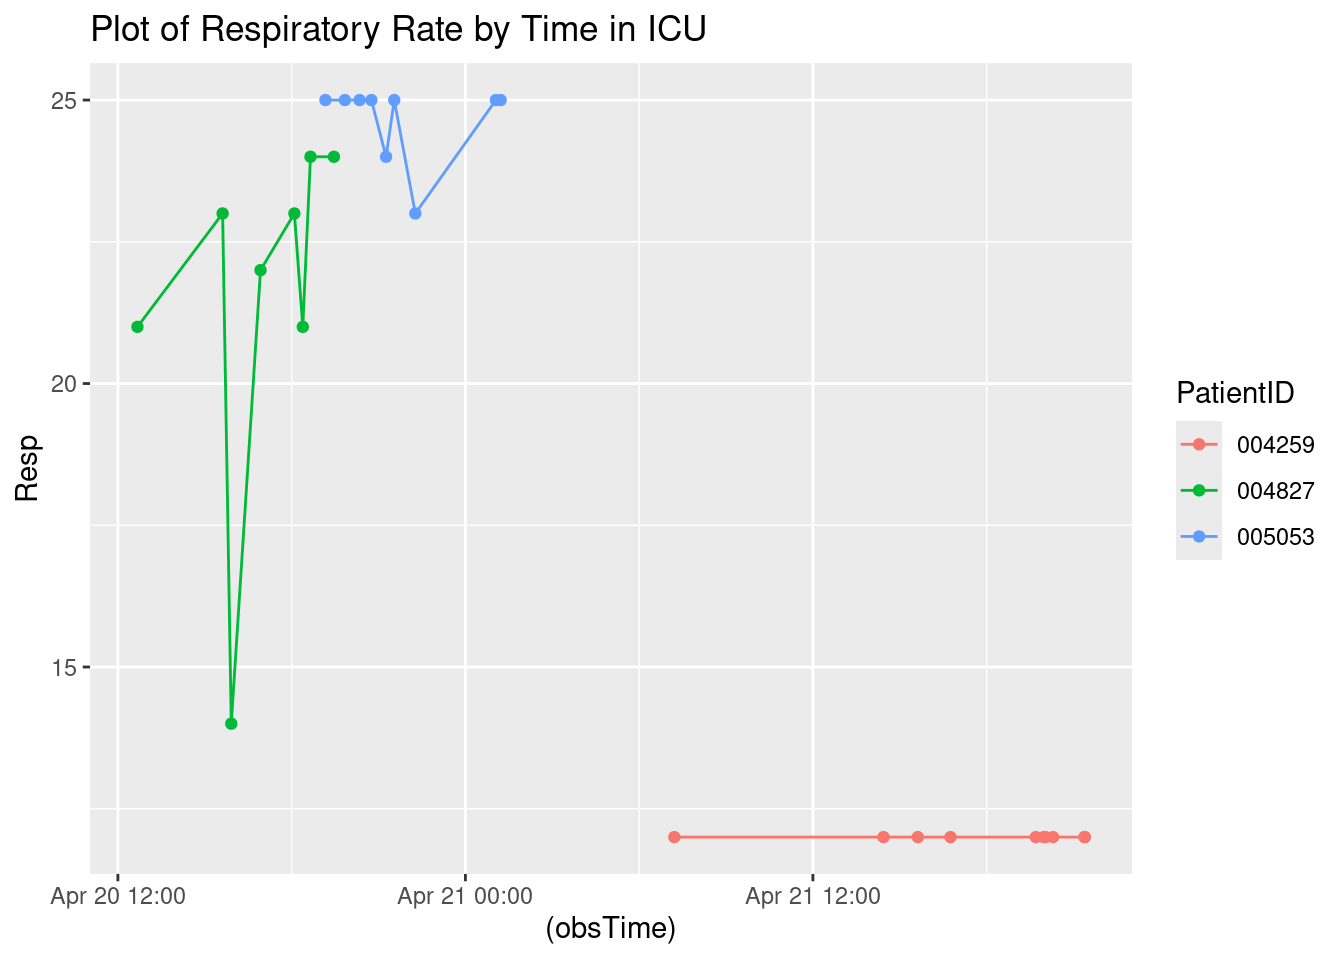 Plot of Respiratory Rate by Time in ICU
25
20
15
Resp
Apr 20 12:00
Apr 21 00:00
Apr 21 12:00
(obsTime)
PatientID
004259
004827
005053